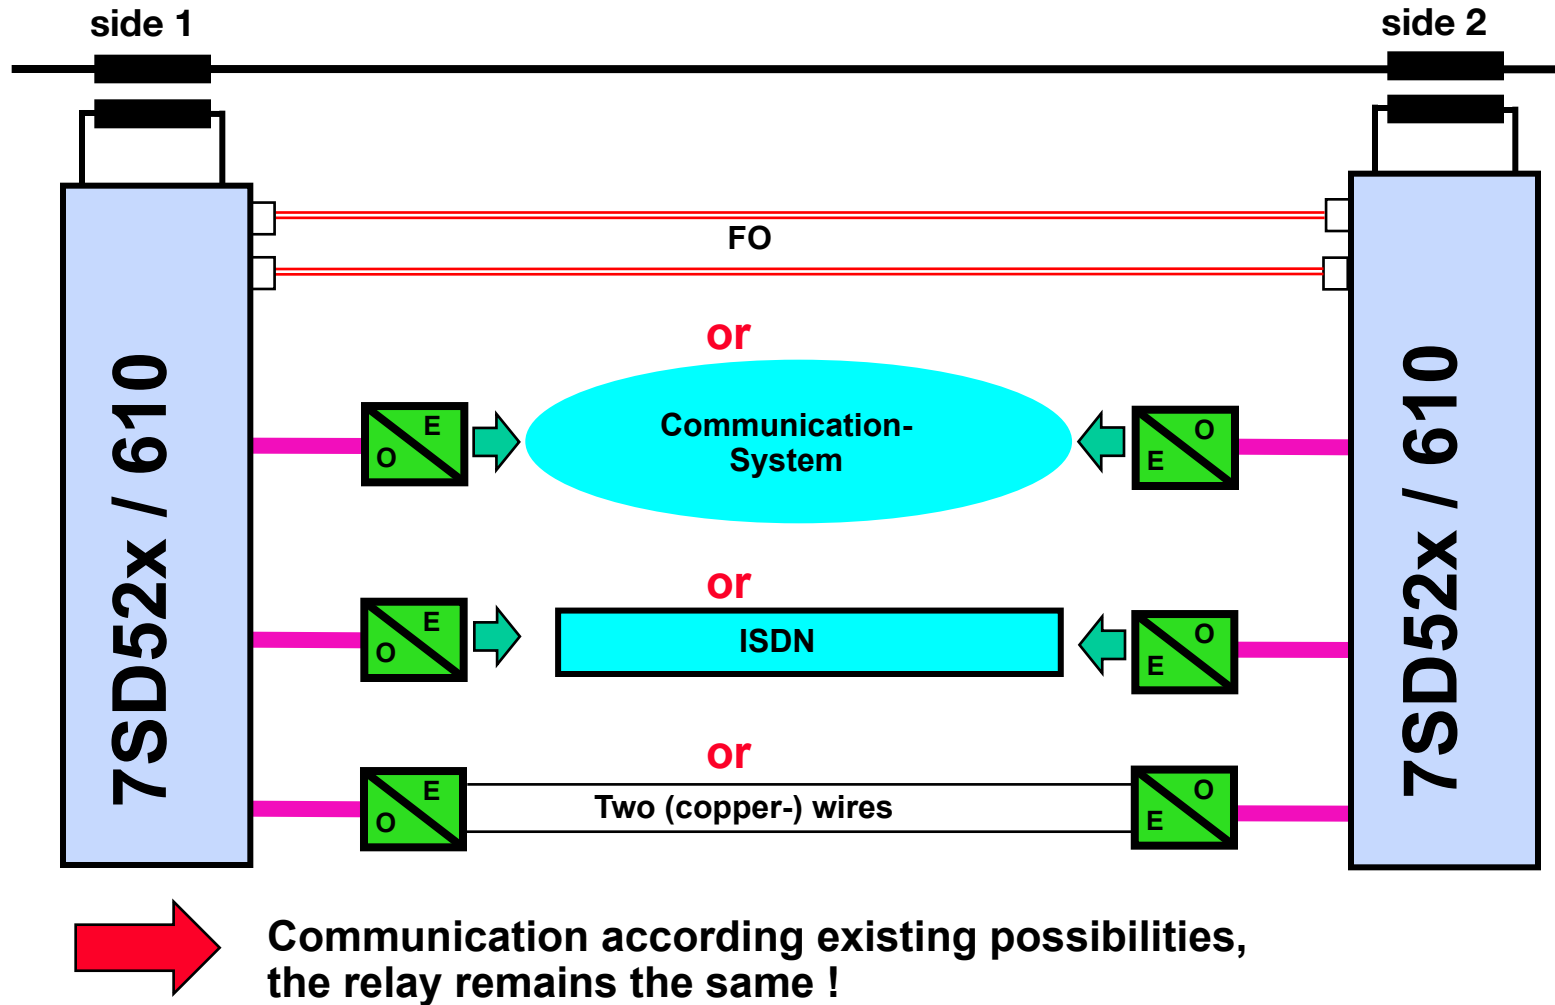 side 1
side 2
FO
or
7SD52x / 610
E
O
Communication-
System
O
E
7SD52x / 610
or
E
O
ISDN
O
E
or
E
O
Two (copper-) wires
O
E
Communication according existing possibilities,
the relay remains the same !